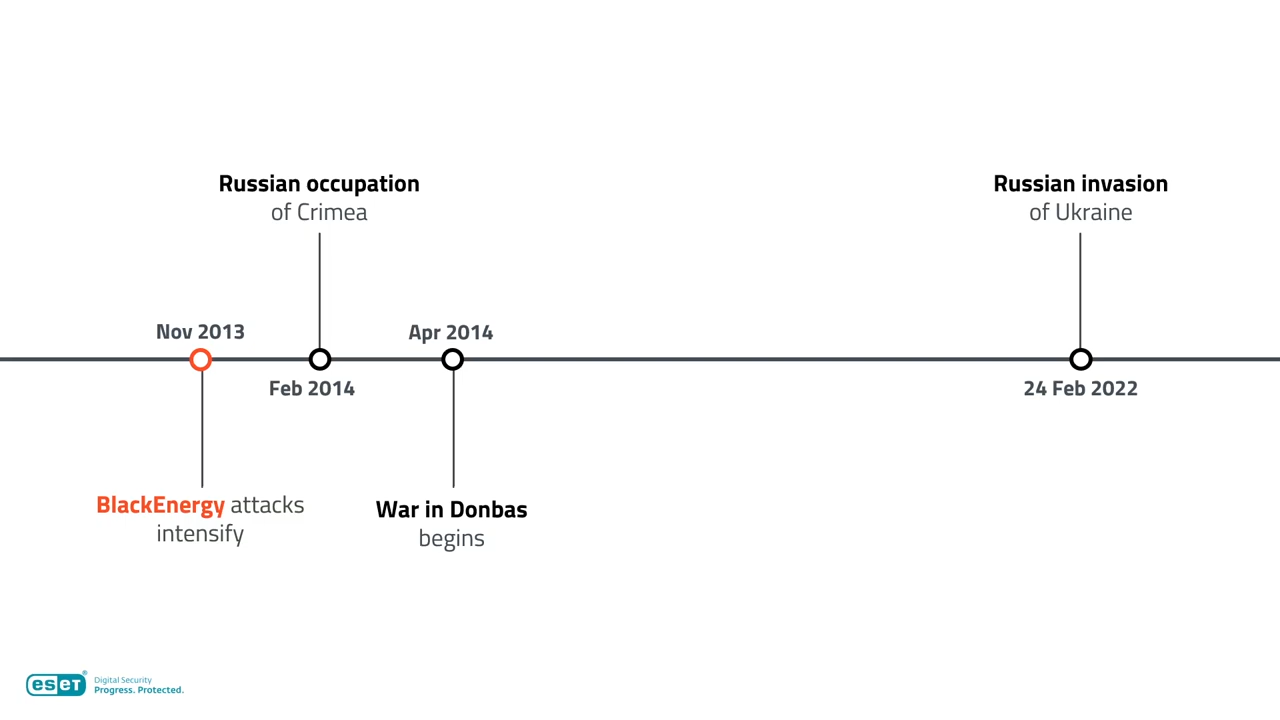 Russian occupation
of Crimea
Russian invasion
of Ukraine
Nov 2013
Apr 2014
Feb 2014
24 Feb 2022
BlackEnergy attacks
intensify
War in Donbas
begins
eseT®
Digital Security
Progress. Protected.